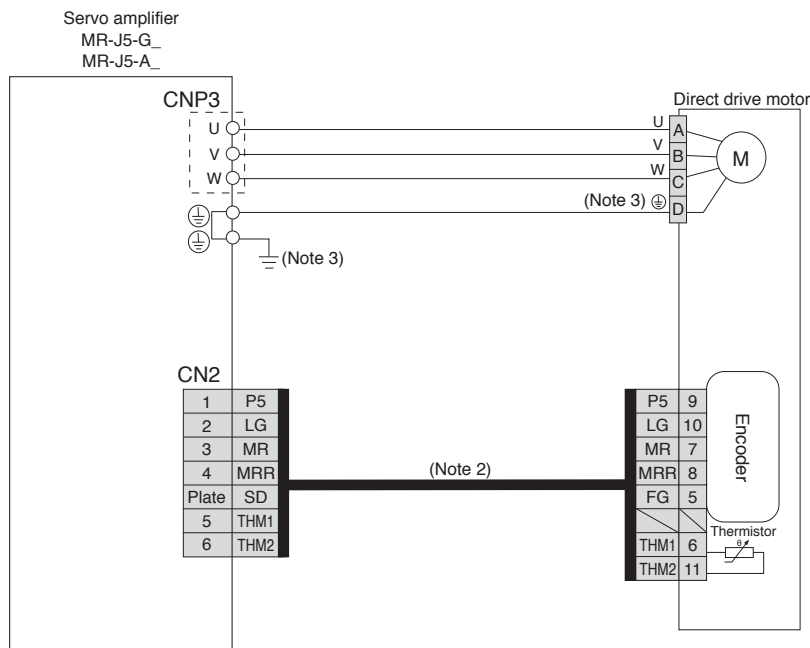 Servo amplifier
MR-J5-G_
MR-J5-A_
CNP3
Direct drive motor
U
U
A
V
V
B
M
W
W
C
(Note 3)
D
(Note 3)
CN2
1 P5
2 LG
3 MR
4 MRR
Plate SD
5 THM1
6 THM2
(Note 2)
P5 9
LG 10
MR 7
MRR 8
FG 5
THM1 6
THM2 11
Encoder
Thermistor
θ